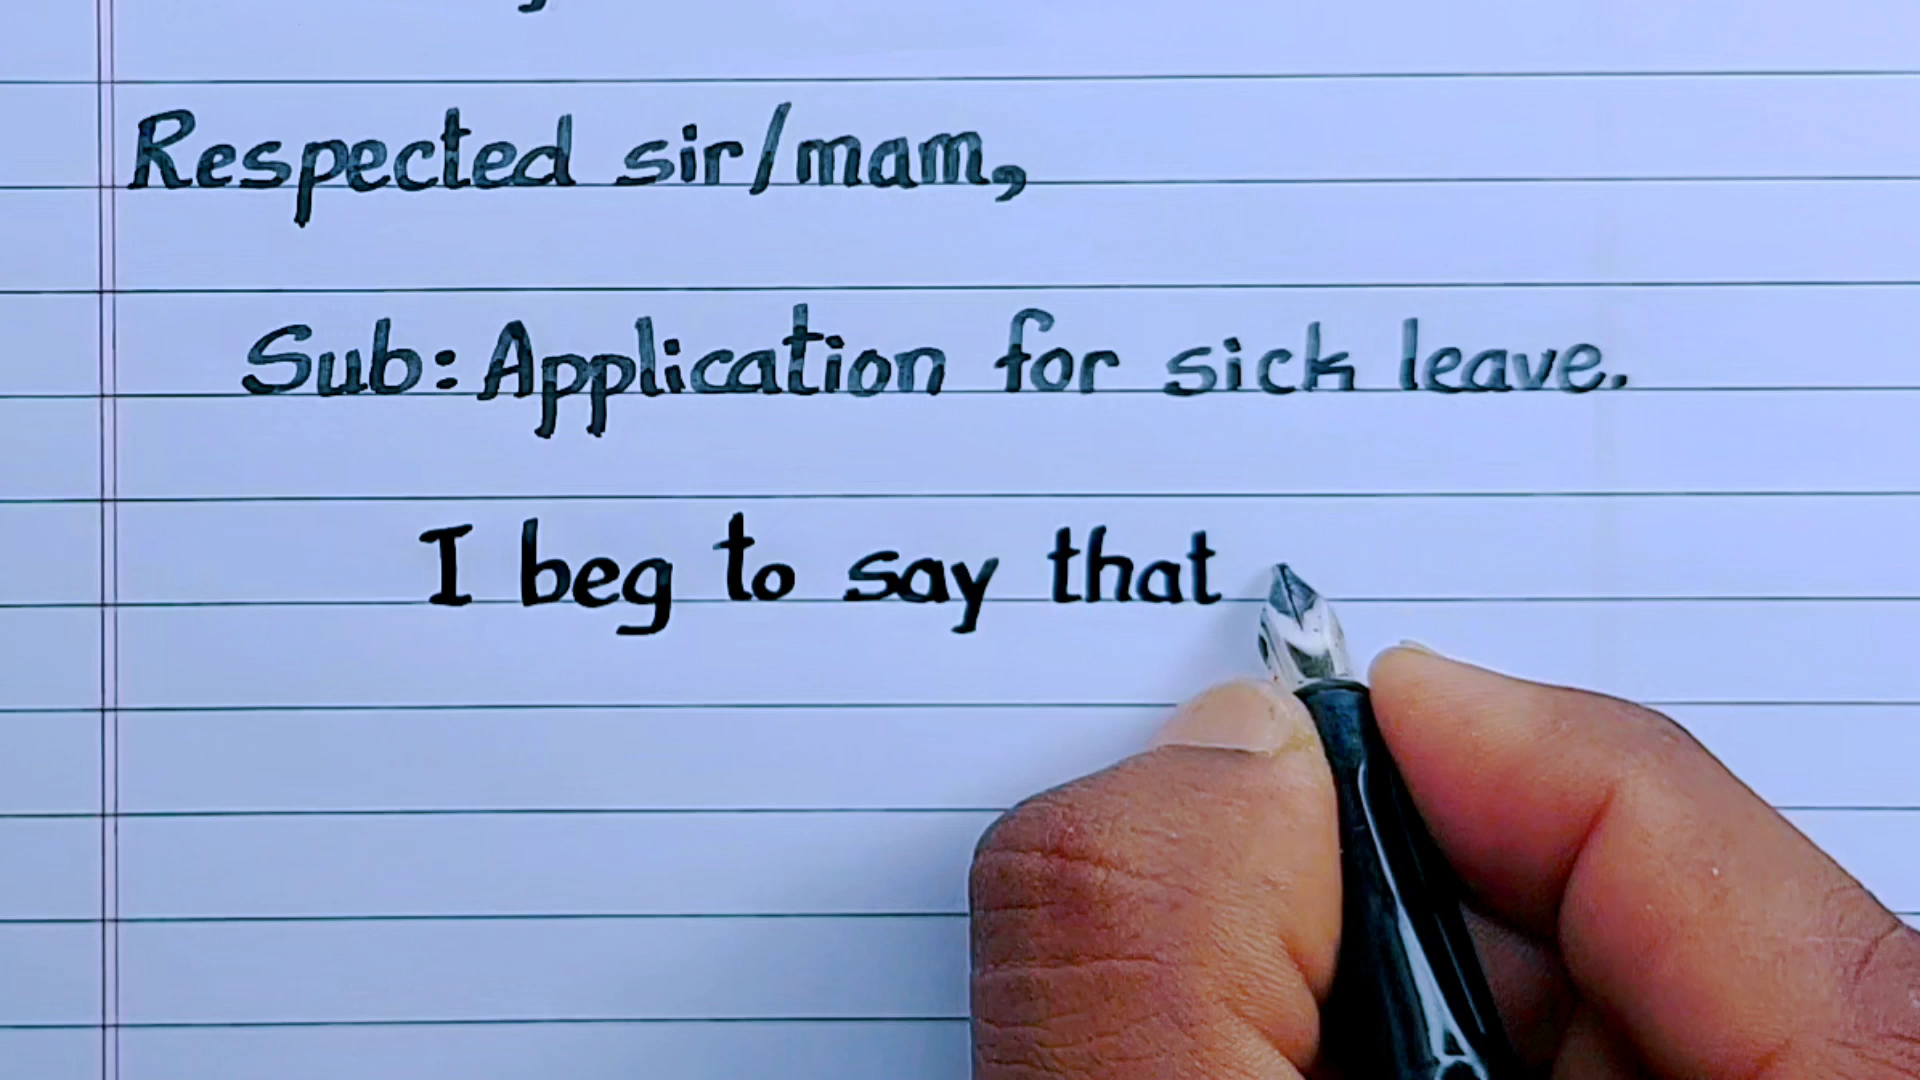 Respected sir/mam,
Sub: Application for sick leave.
I beg to say that